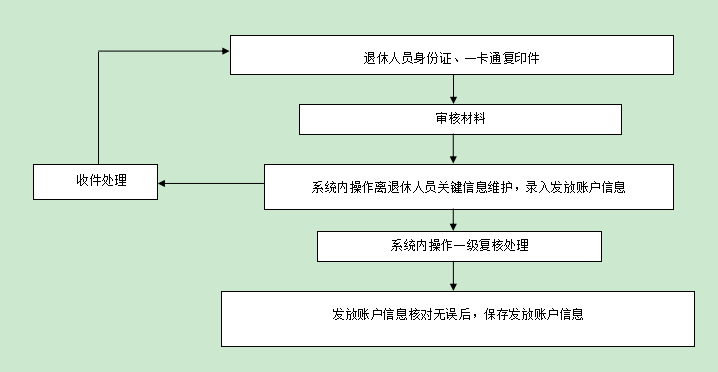 退休人员身份证、一卡通复印件
审核材料
收件处理
系统内操作离退休人员关键信息维护，录入发放账户信息
系统内操作一级复核处理
发放账户信息核对无误后，保存发放账户信息